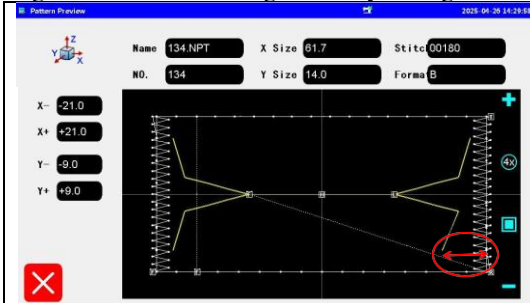 Pattern Preview
2025-04-26 14:29:58
Z
Y
X
Name 134.NPT X Size 61.7 Stitc 00180
NO. 134 Y Size 14.0 Forma B
X- -21.0
X+ +21.0
4x
Y- -9.0
Y+ +9.0